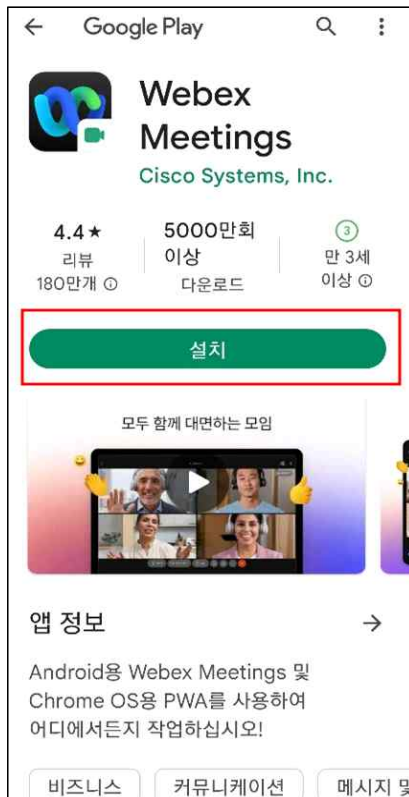 Google Play
Webex
Meetings
Cisco Systems, Inc.
4.4★
리뷰
180만개
5000만회
이상
다운로드
3
만 3세
이상
설치
모두 함께 대면하는 모임
앱 정보
Android용 Webex Meetings 및
Chrome OS용 PWA를 사용하여
어디에서든지 작업하십시오!
비즈니스
커뮤니케이션
메시지 및